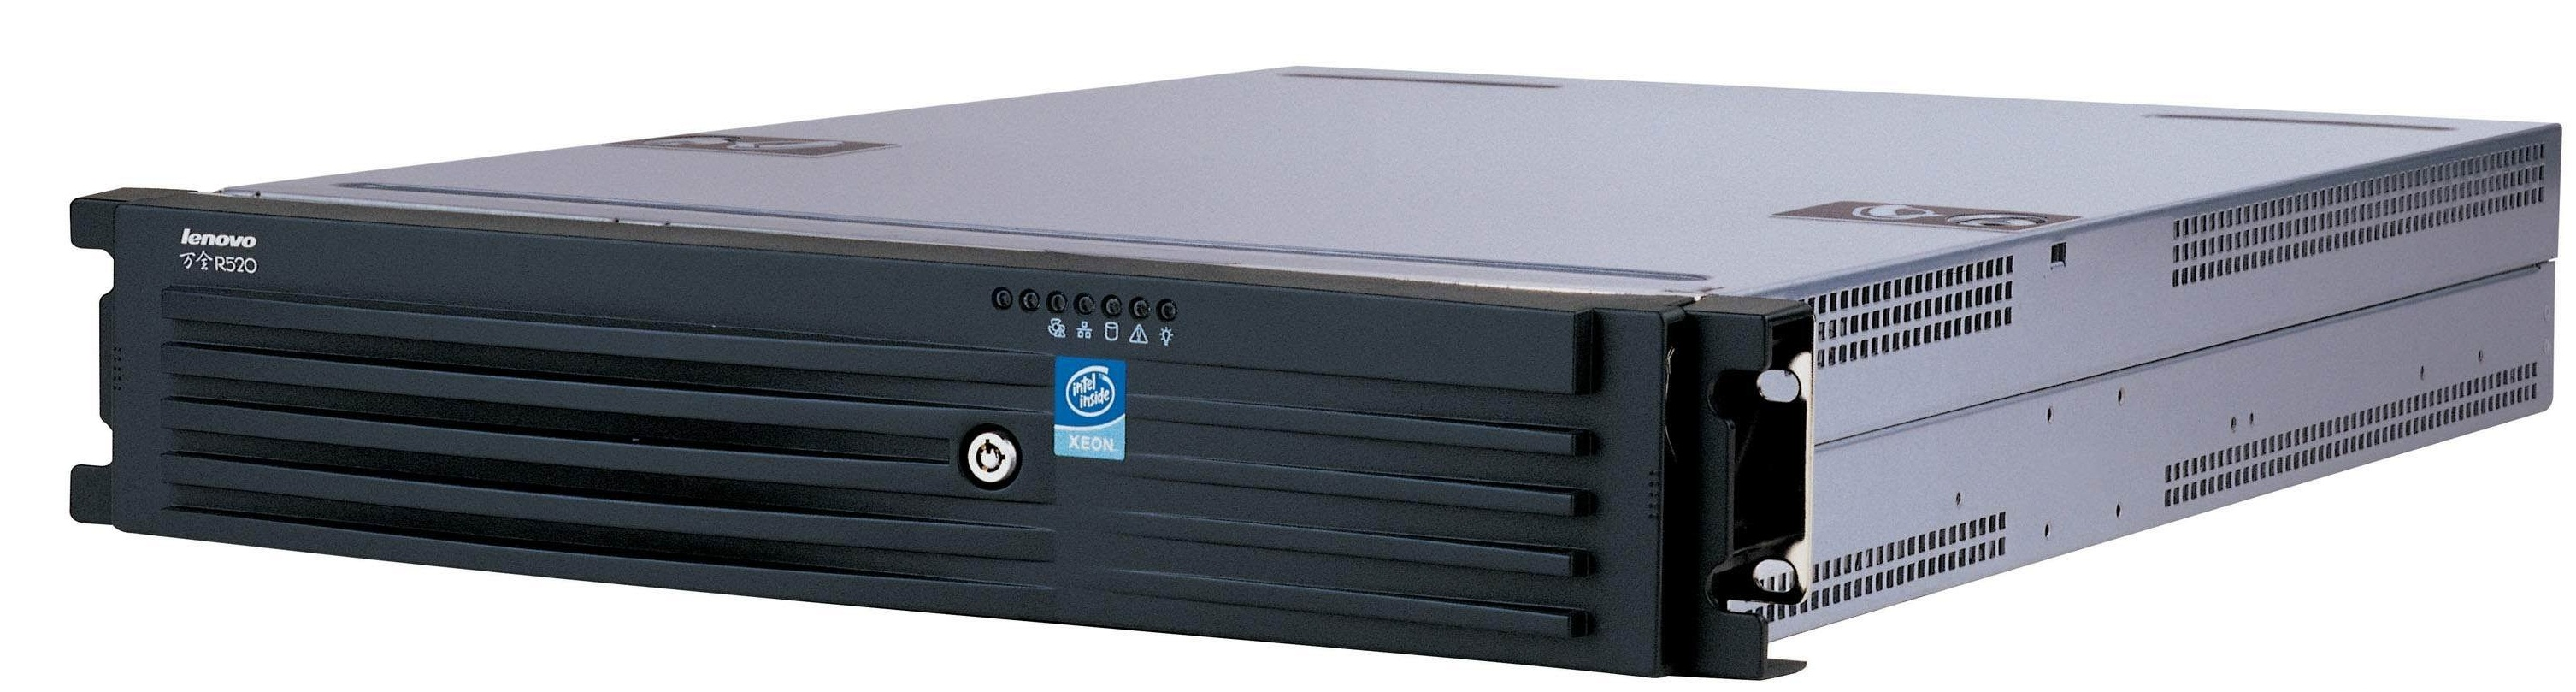 lenovo
万全R520
intel
inside
XEON